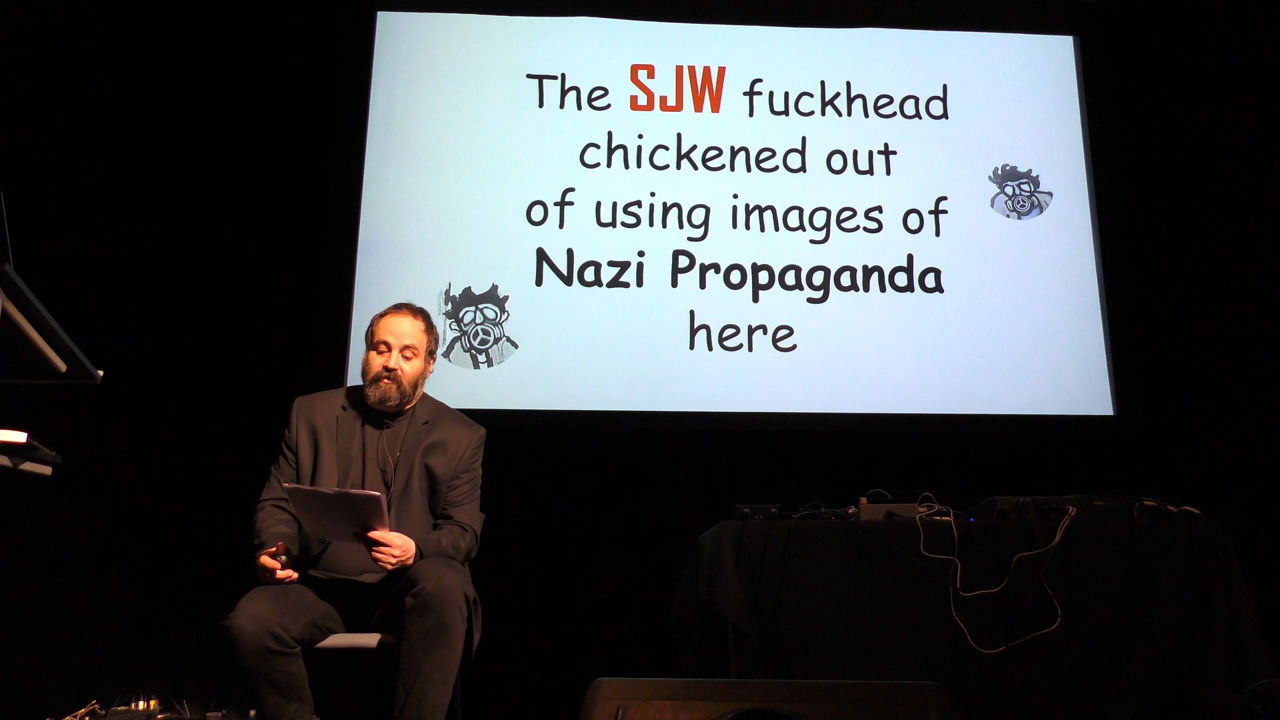 The SJW fuckhead
chickened out
of using images of
Nazi Propaganda
here